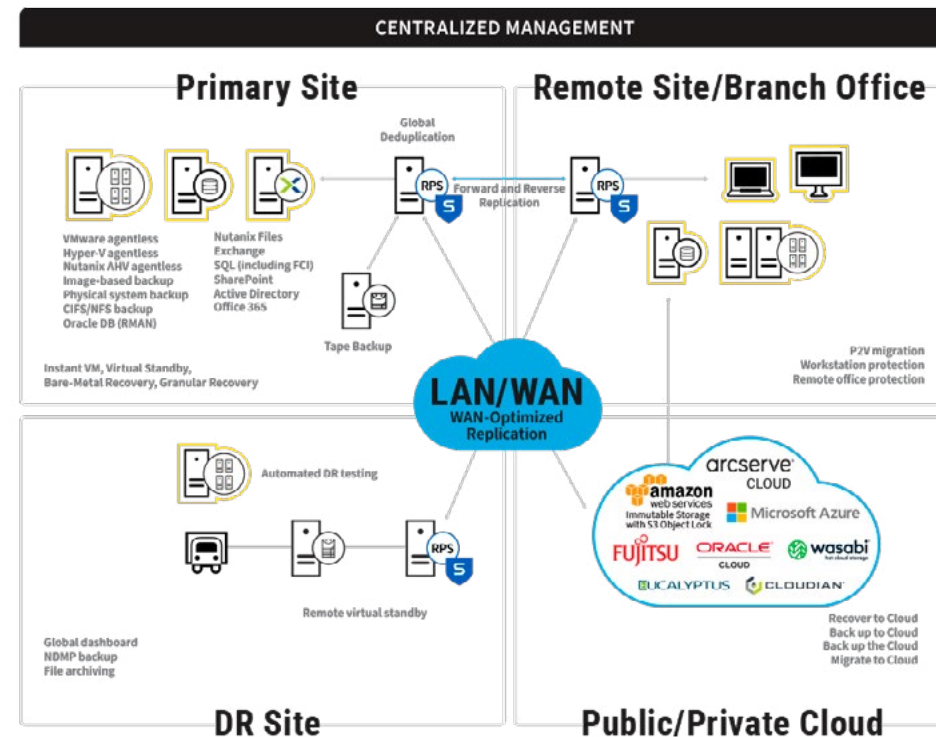 CENTRALIZED MANAGEMENT
Primary Site
Global
Deduplication
RPS
S
Forward and Reverse
Replication
VMware agentless
Hyper-V agentless
Nutanix AHV agentless
Image-based backup
Physical system backup
CIFS/NFS backup
Oracle DB (RMAN)
Nutanix Files
Exchange
SQL (including FCI)
SharePoint
Active Directory
Office 365
Tape Backup
Instant VM, Virtual Standby,
Bare-Metal Recovery, Granular Recovery
Remote Site/Branch Office
RPS
S
P2V migration
Workstation protection
Remote office protection
LAN/WAN
WAN-Optimized
Replication
Automated DR testing
RPS
S
Remote virtual standby
Global dashboard
NDMP backup
File archiving
DR Site
arcserve®
CLOUD
amazon
web services
Immutable Storage
with S3 Object Lock
Microsoft Azure
FUJITSU
ORACLE
CLOUD
wasabi
hot cloud storage
EUCALYPTUS
CLOUDIAN
Recover to Cloud
Back up to Cloud
Back up the Cloud
Migrate to Cloud
Public/Private Cloud